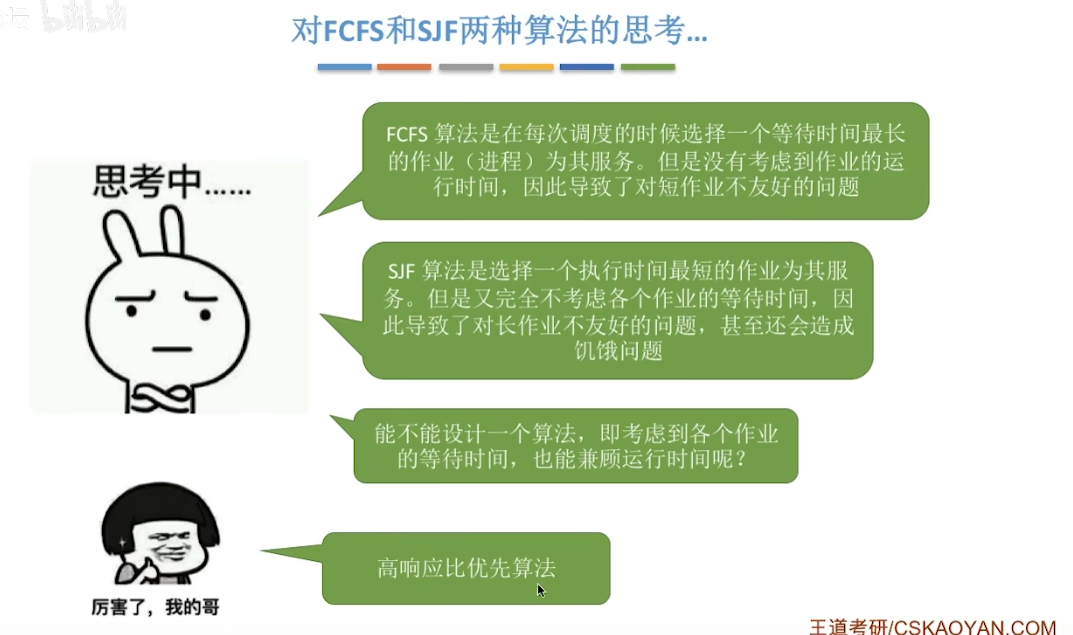 bilibili
对FCFS和SJF两种算法的思考...
FCFS 算法是在每次调度的时候选择一个等待时间最长
的作业（进程）为其服务。但是没有考虑到作业的运
行时间，因此导致了对短作业不友好的问题
思考中……
SJF 算法是选择一个执行时间最短的作业为其服
务。但是又完全不考虑各个作业的等待时间，因
此导致了对长作业不友好的问题，甚至还会造成
饥饿问题
能不能设计一个算法，即考虑到各个作业
的等待时间，也能兼顾运行时间呢？
高响应比优先算法
厉害了，我的哥
王道考研/CSKAOYAN.COM